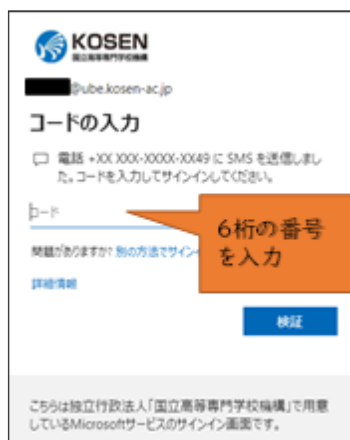 KOSEN
国立高等専門学校機構
@ube.kosen-ac.jp
コードの入力
電話 +XX XXX-XXXX-XX49 に SMS を送信しまし
た。コードを入力してサインインしてください。
コード
6桁の番号
を入力
問題がありますか? 別の方法でサインイ
詳細情報
検証
こちらは独立行政法人「国立高等専門学校機構」で用意
しているMicrosoftサービスのサインイン画面です。